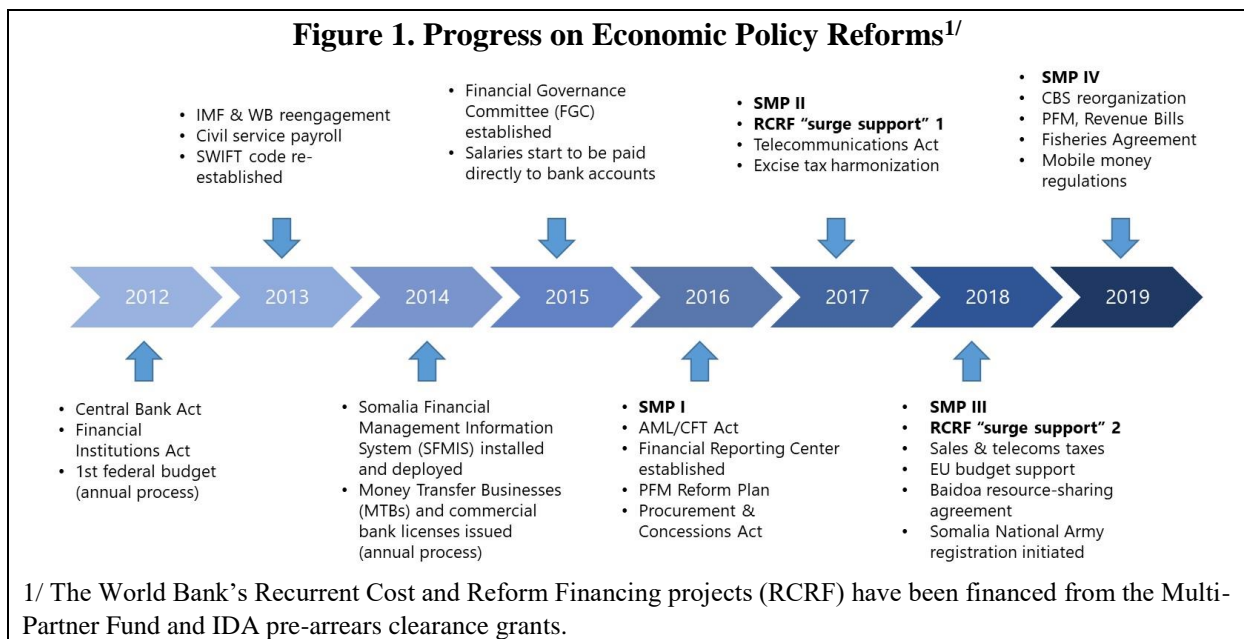 Figure 1. Progress on Economic Policy Reforms1/
• IMF & WB reengagement
• Civil service payroll
• SWIFT code re-
established
• Financial Governance
Committee (FGC)
established
• Salaries start to be paid
directly to bank accounts
• SMP II
• RCRF “surge support” 1
• Telecommunications Act
• Excise tax harmonization
• SMP IV
• CBS reorganization
• PFM, Revenue Bills
• Fisheries Agreement
• Mobile money
regulations
2012
2013
2014
2015
2016
2017
2018
2019
• Central Bank Act
• Financial
Institutions Act
• 1st federal budget
(annual process)
• Somalia Financial
Management Information
System (SFMIS) installed
and deployed
• Money Transfer Businesses
(MTBs) and commercial
bank licenses issued
(annual process)
• SMP I
• AML/CFT Act
• Financial Reporting Center
established
• PFM Reform Plan
• Procurement &
Concessions Act
• SMP III
• RCRF “surge support” 2
• Sales & telecoms taxes
• EU budget support
• Baidoa resource-sharing
agreement
• Somalia National Army
registration initiated
1/ The World Bank’s Recurrent Cost and Reform Financing projects (RCRF) have been financed from the Multi-
Partner Fund and IDA pre-arrears clearance grants.